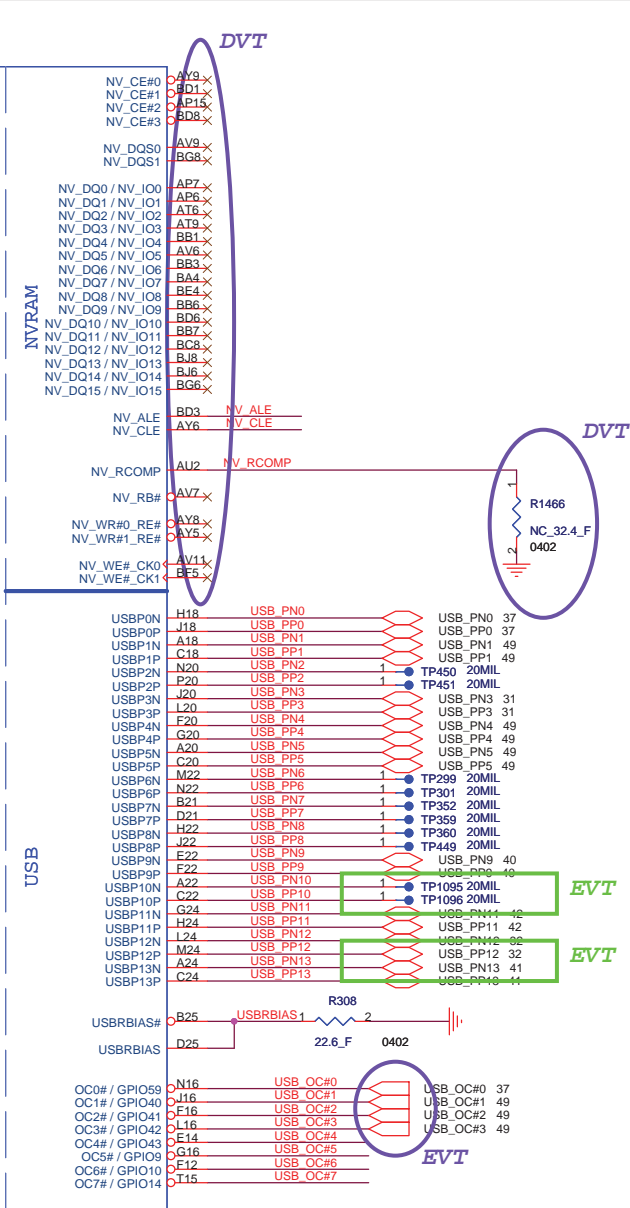 DVT
NV_CE#0 AY9
NV_CE#1 BD1
NV_CE#2 AP15
NV_CE#3 BD8
NV_DQS0 AV9
NV_DQS1 BG8
NV_DQ0 / NV_IO0 AP7
NV_DQ1 / NV_IO1 AP6
NV_DQ2 / NV_IO2 AT6
NV_DQ3 / NV_IO3 AT9
NV_DQ4 / NV_IO4 BB1
NV_DQ5 / NV_IO5 AV6
NV_DQ6 / NV_IO6 BB3
NV_DQ7 / NV_IO7 BA4
NV_DQ8 / NV_IO8 BE4
NV_DQ9 / NV_IO9 BB6
NV_DQ10 / NV_IO10 BD6
NV_DQ11 / NV_IO11 BB7
NV_DQ12 / NV_IO12 BC8
NV_DQ13 / NV_IO13 BJ8
NV_DQ14 / NV_IO14 BJ6
NV_DQ15 / NV_IO15 BG6
NVRAM
NV_ALE BD3 NV_ALE
NV_CLE AY6 NV_CLE
DVT
NV_RCOMP AU2 NV_RCOMP
1
R1466
NC_32.4_F
0402
2
NV_RB# AV7
NV_WR#0_RE# AY8
NV_WR#1_RE# AY5
NV_WE#_CK0 AV11
NV_WE#_CK1 BF5
USBP0N H18 USB_PN0 USB_PN0 37
USBP0P J18 USB_PP0 USB_PP0 37
USBP1N A18 USB_PN1 USB_PN1 49
USBP1P C18 USB_PP1 USB_PP1 49
USBP2N N20 USB_PN2 1 TP450 20MIL
USBP2P P20 USB_PP2 1 TP451 20MIL
USBP3N J20 USB_PN3 USB_PN3 31
USBP3P L20 USB_PP3 USB_PP3 31
USBP4N F20 USB_PN4 USB_PN4 49
USBP4P G20 USB_PP4 USB_PP4 49
USBP5N A20 USB_PN5 USB_PN5 49
USBP5P C20 USB_PP5 USB_PP5 49
USBP6N M22 USB_PN6 1 TP299 20MIL
USBP6P N22 USB_PP6 1 TP301 20MIL
USBP7N B21 USB_PN7 1 TP352 20MIL
USBP7P D21 USB_PP7 1 TP359 20MIL
USBP8N H22 USB_PN8 1 TP360 20MIL
USBP8P J22 USB_PP8 1 TP449 20MIL
USB
USBP9N E22 USB_PN9 USB_PN9 40
USBP9P F22 USB_PP9 USB_PP9 40
USBP10N A22 USB_PN10 1 TP1095 20MIL EVT
USBP10P C22 USB_PP10 1 TP1096 20MIL
USBP11N G24 USB_PN11 USB_PN11 42
USBP11P H24 USB_PP11 USB_PP11 42
USBP12N L24 USB_PN12 USB_PN12 32
USBP12P M24 USB_PP12 USB_PP12 32 EVT
USBP13N A24 USB_PN13 USB_PN13 41
USBP13P C24 USB_PP13 USB_PP13 41
R308
USBRBIAS# B25 USBRBIAS 1 2
22.6_F 0402
USBRBIAS D25
OC0# / GPIO59 N16 USB_OC#0 USB_OC#0 37
OC1# / GPIO40 J16 USB_OC#1 USB_OC#1 49
OC2# / GPIO41 F16 USB_OC#2 USB_OC#2 49
OC3# / GPIO42 L16 USB_OC#3 USB_OC#3 49
OC4# / GPIO43 E14 USB_OC#4
OC5# / GPIO9 G16 USB_OC#5
EVT
OC6# / GPIO10 F12 USB_OC#6
OC7# / GPIO14 T15 USB_OC#7